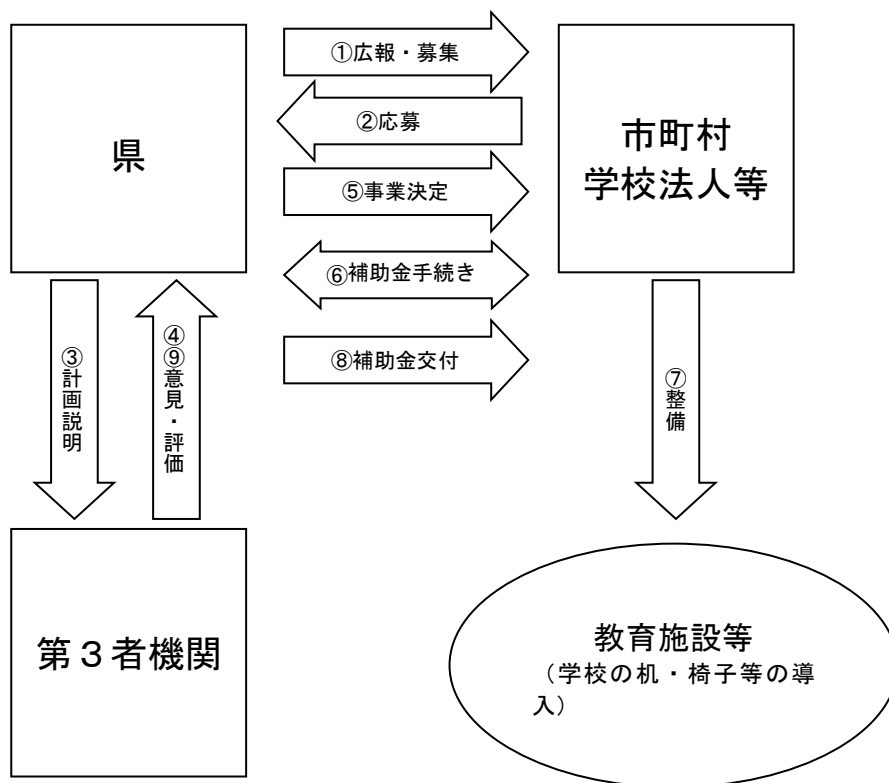 県
①広報・募集
②応募
⑤事業決定
⑥補助金手続き
⑧補助金交付
市町村
学校法人等
③計画説明
④⑨意見・評価
⑦整備
第３者機関
教育施設等
（学校の机・椅子等の導
入）